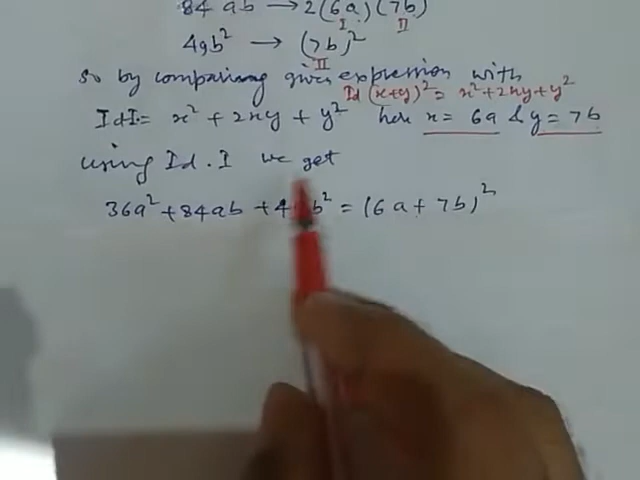 84 ab → 2(6a)(7b)
I II
49b² → (7b)²
II
so by comparing given expression with
Id (x+y)² = x²+2xy+y²
Id I = x² + 2xy + y² here x = 6a & y = 7b
using Id. I we get
36a² + 84ab + 4 b² = (6a + 7b)²